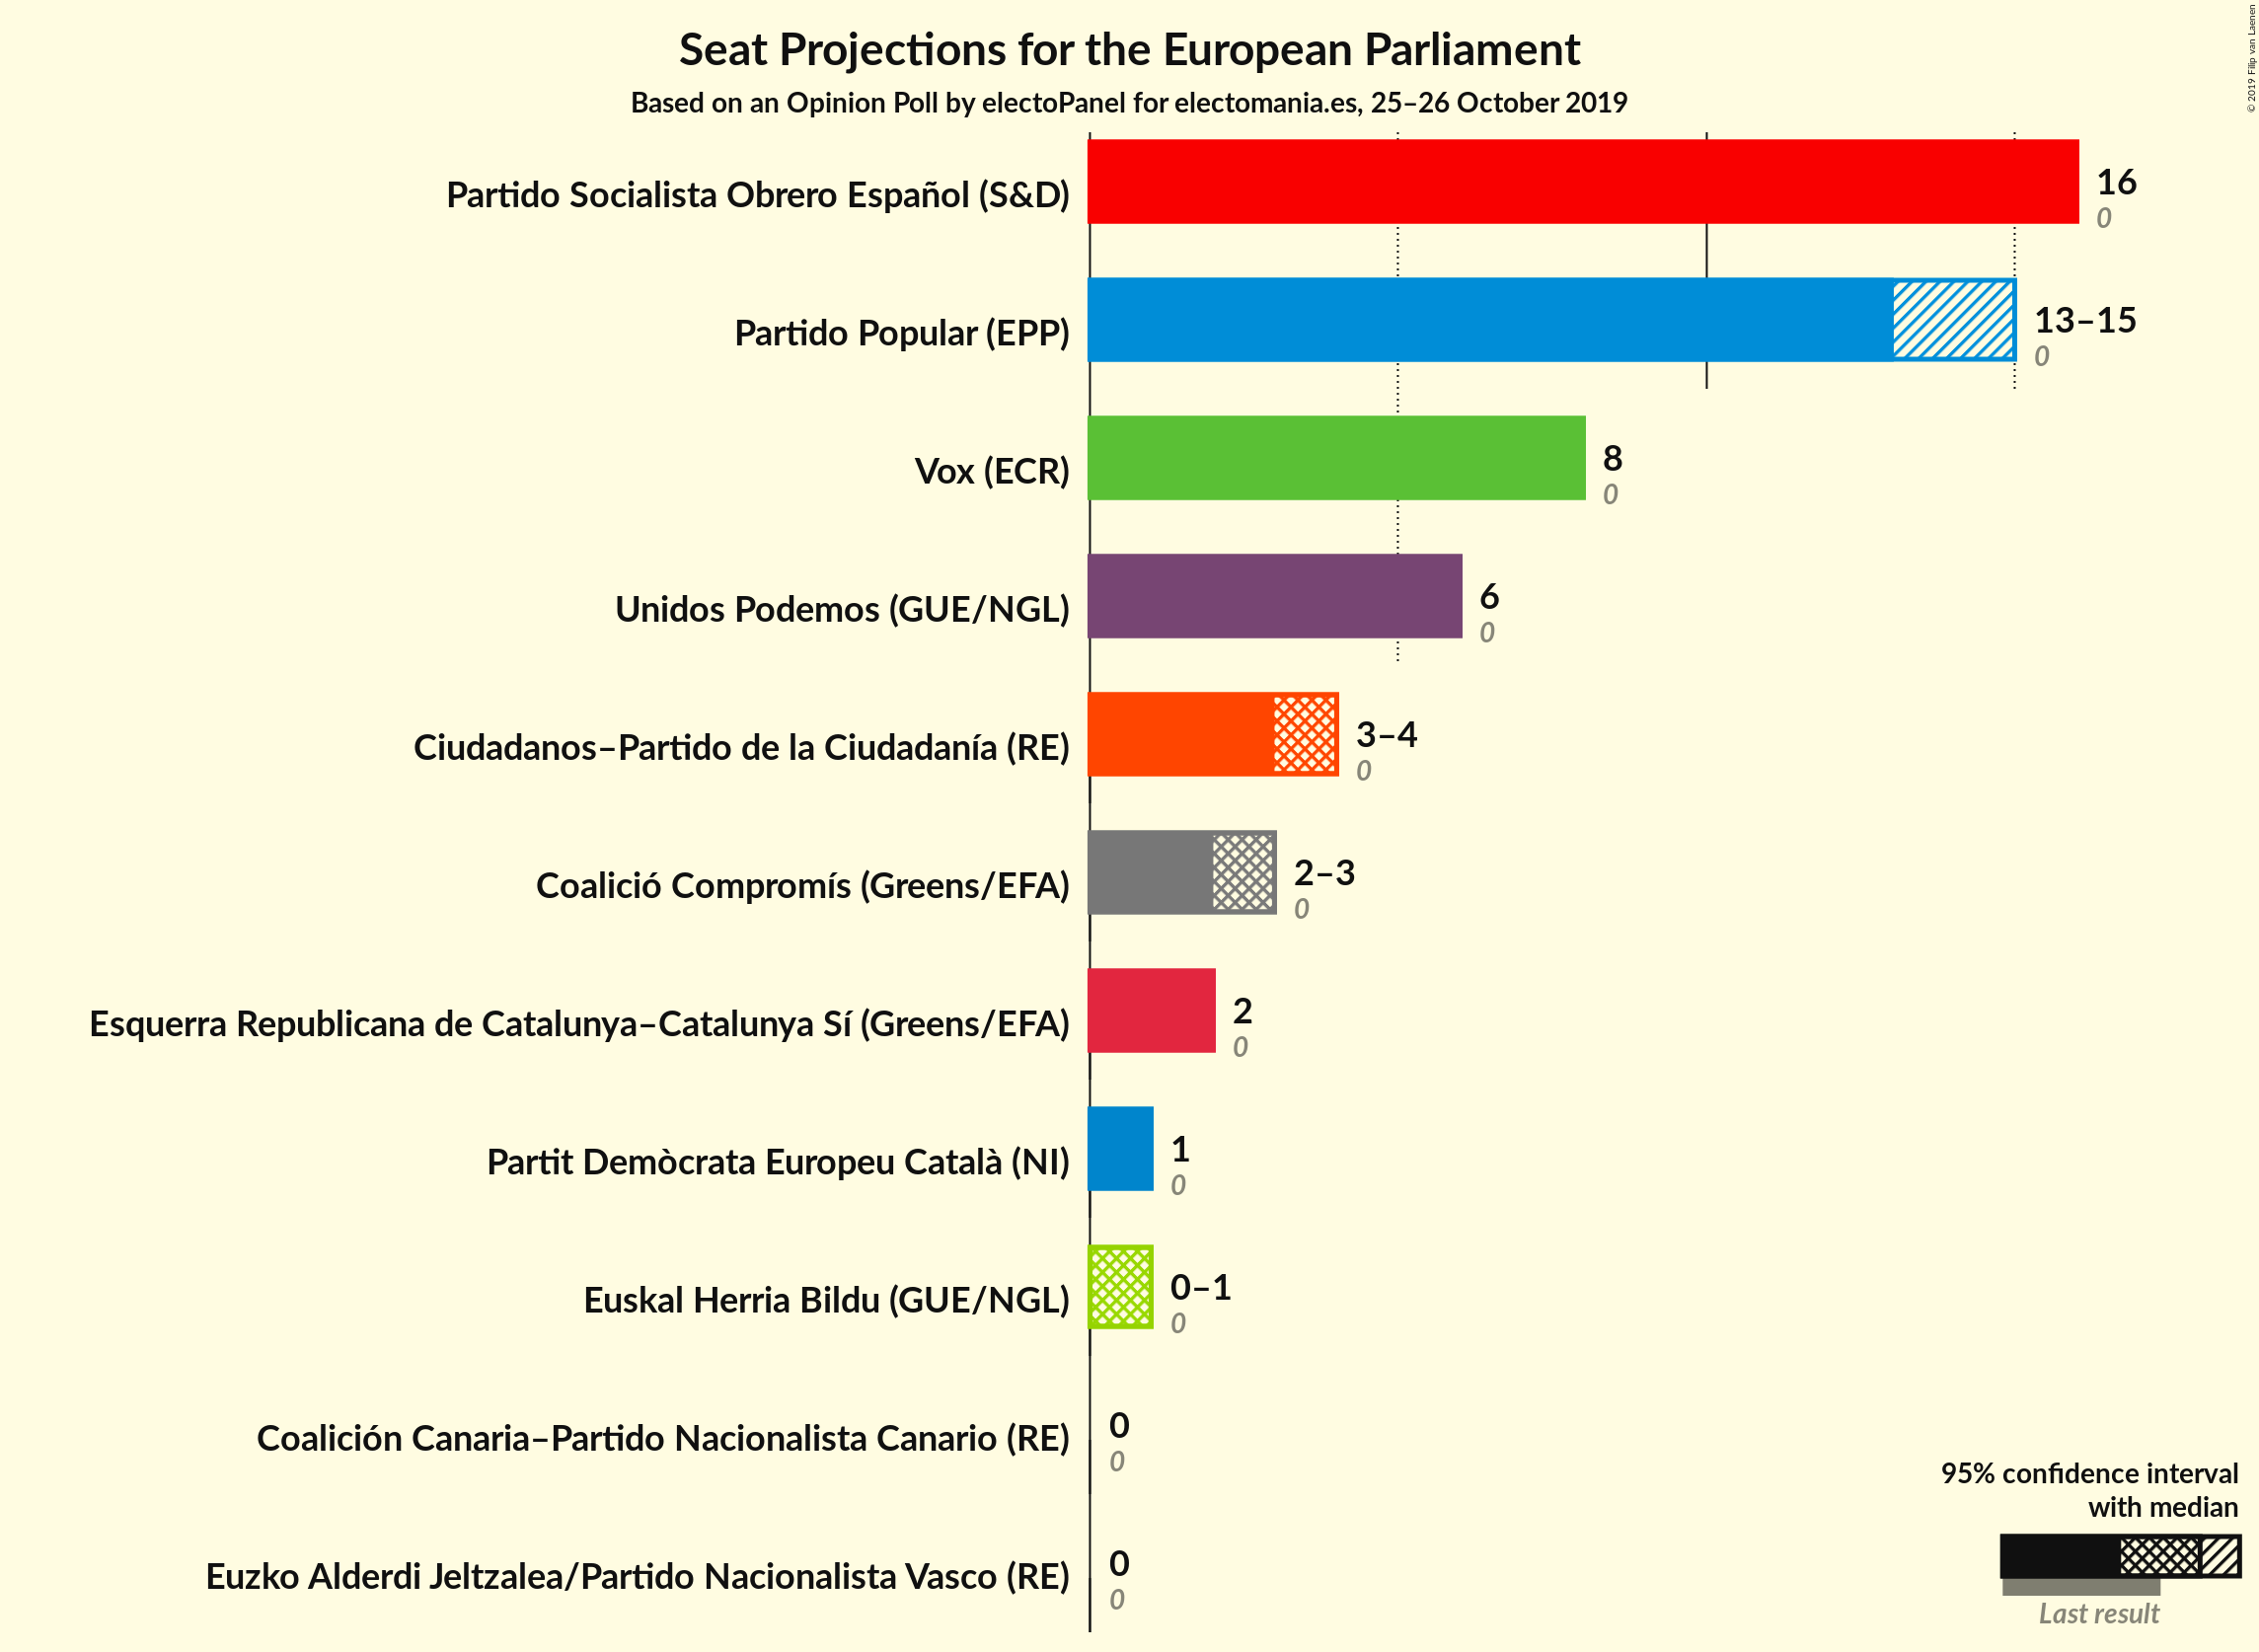 Seat Projections for the European Parliament
Based on an Opinion Poll by electoPanel for electomania.es, 25–26 October 2019
© 2019 Filip van Laenen
Partido Socialista Obrero Español (S&D)
16
0
Partido Popular (EPP)
13–15
0
Vox (ECR)
8
0
Unidos Podemos (GUE/NGL)
6
0
Ciudadanos–Partido de la Ciudadanía (RE)
3–4
0
Coalició Compromís (Greens/EFA)
2–3
0
Esquerra Republicana de Catalunya–Catalunya Sí (Greens/EFA)
2
0
Partit Demòcrata Europeu Català (NI)
1
0
Euskal Herria Bildu (GUE/NGL)
0–1
0
Coalición Canaria–Partido Nacionalista Canario (RE)
0
0
Euzko Alderdi Jeltzalea/Partido Nacionalista Vasco (RE)
0
0
95% confidence interval
with median
Last result